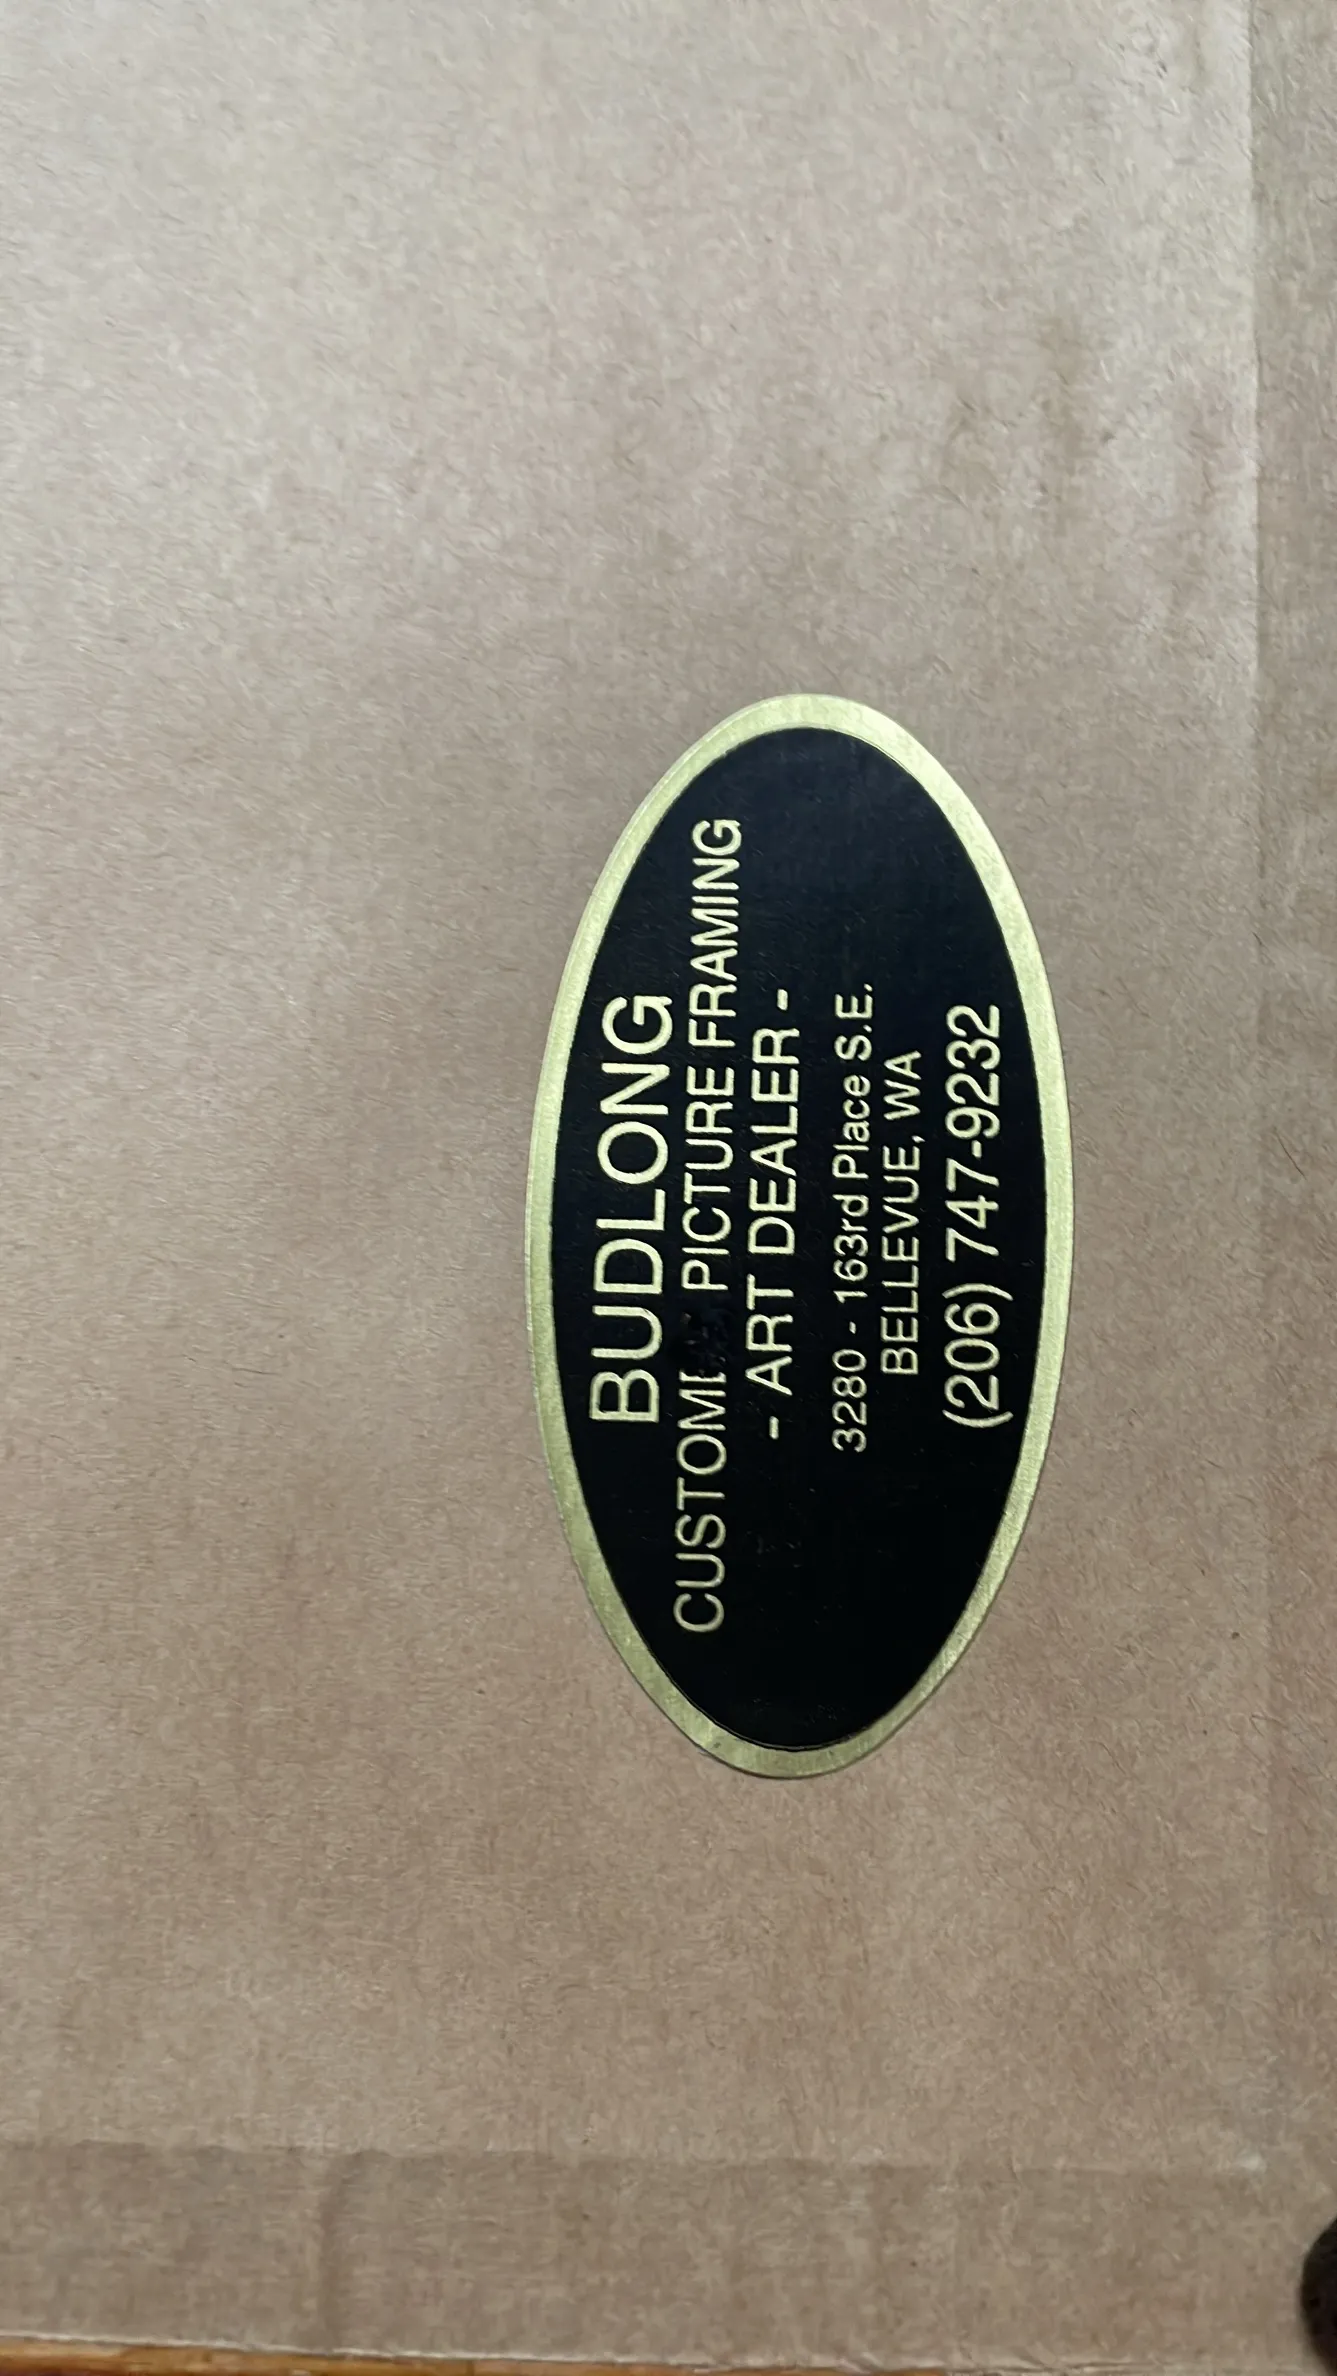 BUDLONG
CUSTOM PICTURE FRAMING
- ART DEALER -
3280 - 163rd Place S.E.
BELLEVUE, WA
(206) 747-9232